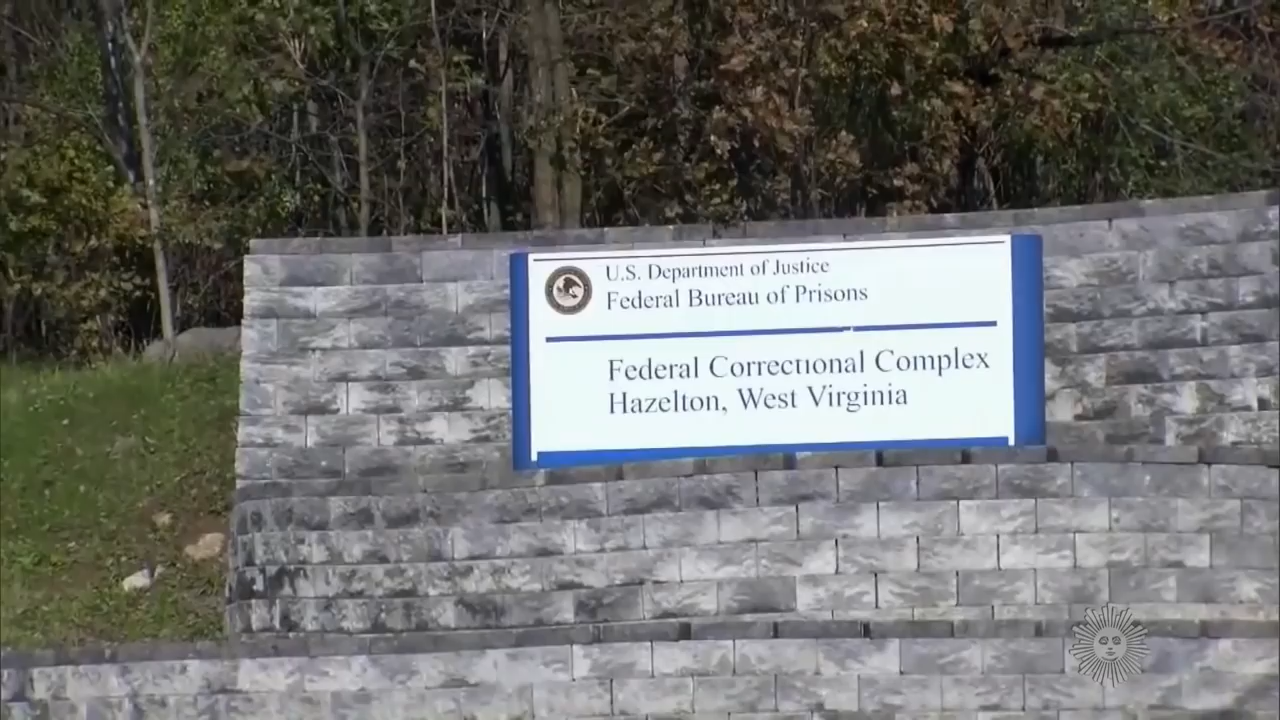 U.S. Department of Justice
Federal Bureau of Prisons
Federal Correctional Complex
Hazelton, West Virginia